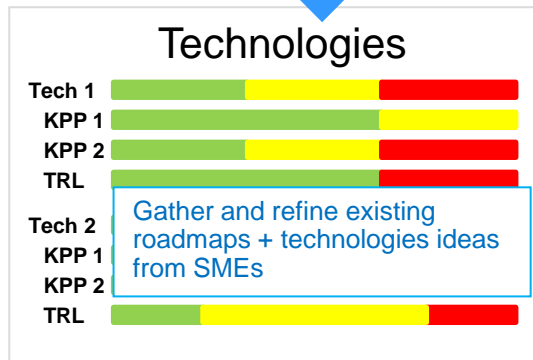 Technologies
Tech 1
KPP 1
KPP 2
TRL
Tech 2
KPP 1
KPP 2
TRL
Gather and refine existing
roadmaps + technologies ideas
from SMEs